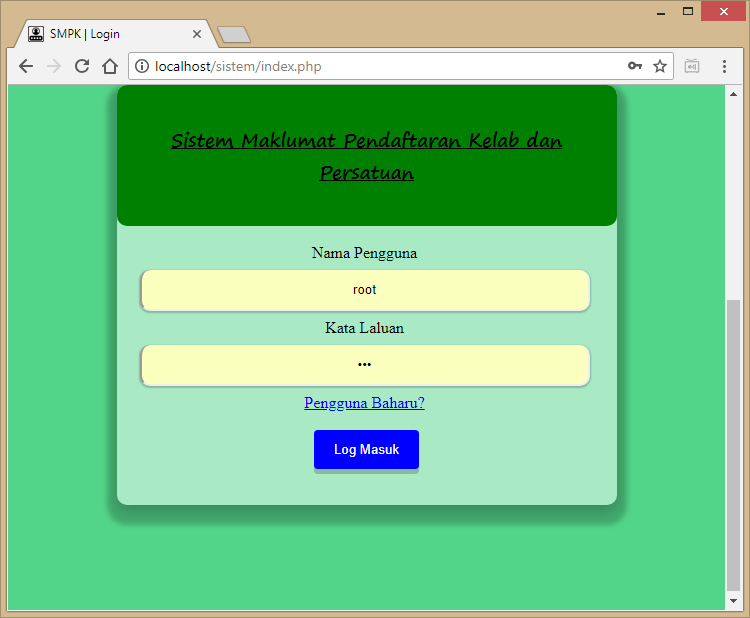 SMPK | Login
localhost/sistem/index.php
Sistem Maklumat Pendaftaran Kelab dan
Persatuan
Nama Pengguna
root
Kata Laluan
•••
Pengguna Baharu?
Log Masuk